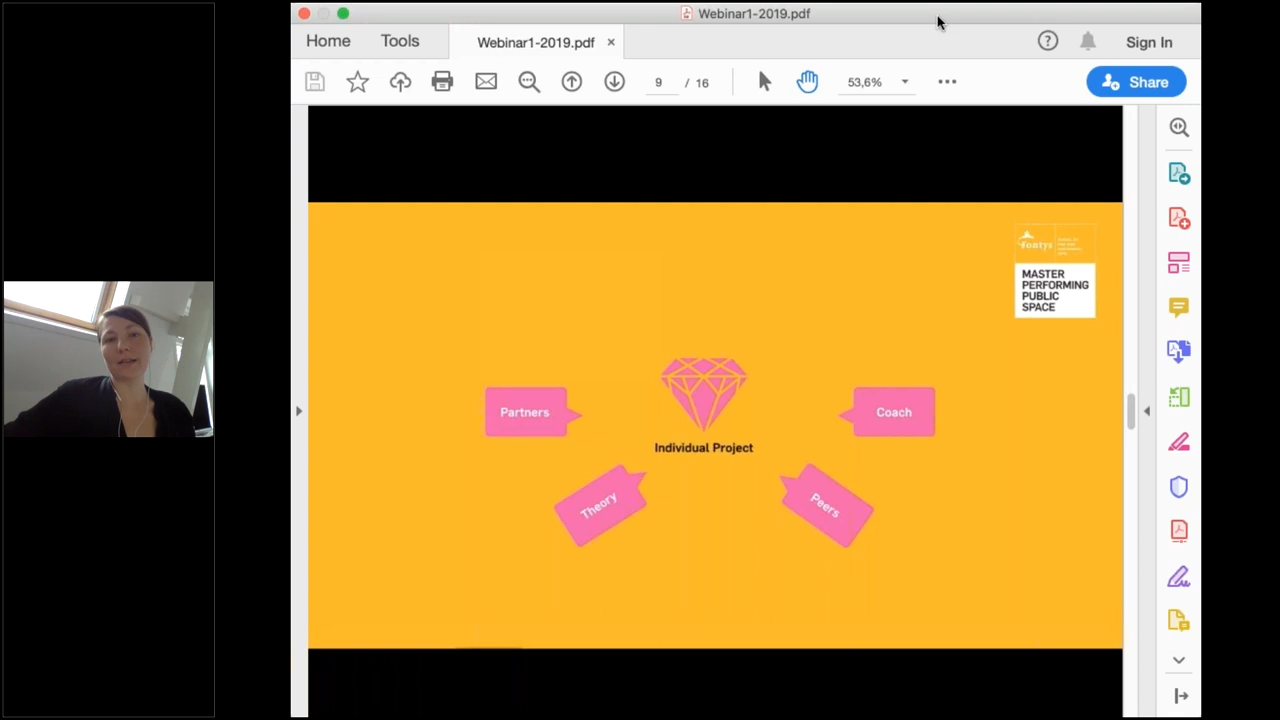 Webinar1-2019.pdf
Home
Tools
Webinar1-2019.pdf ×
Sign In
9 / 16
53,6%
Share
Fontys
MASTER
PERFORMING
PUBLIC
SPACE
Partners
Coach
Individual Project
Theory
Peers